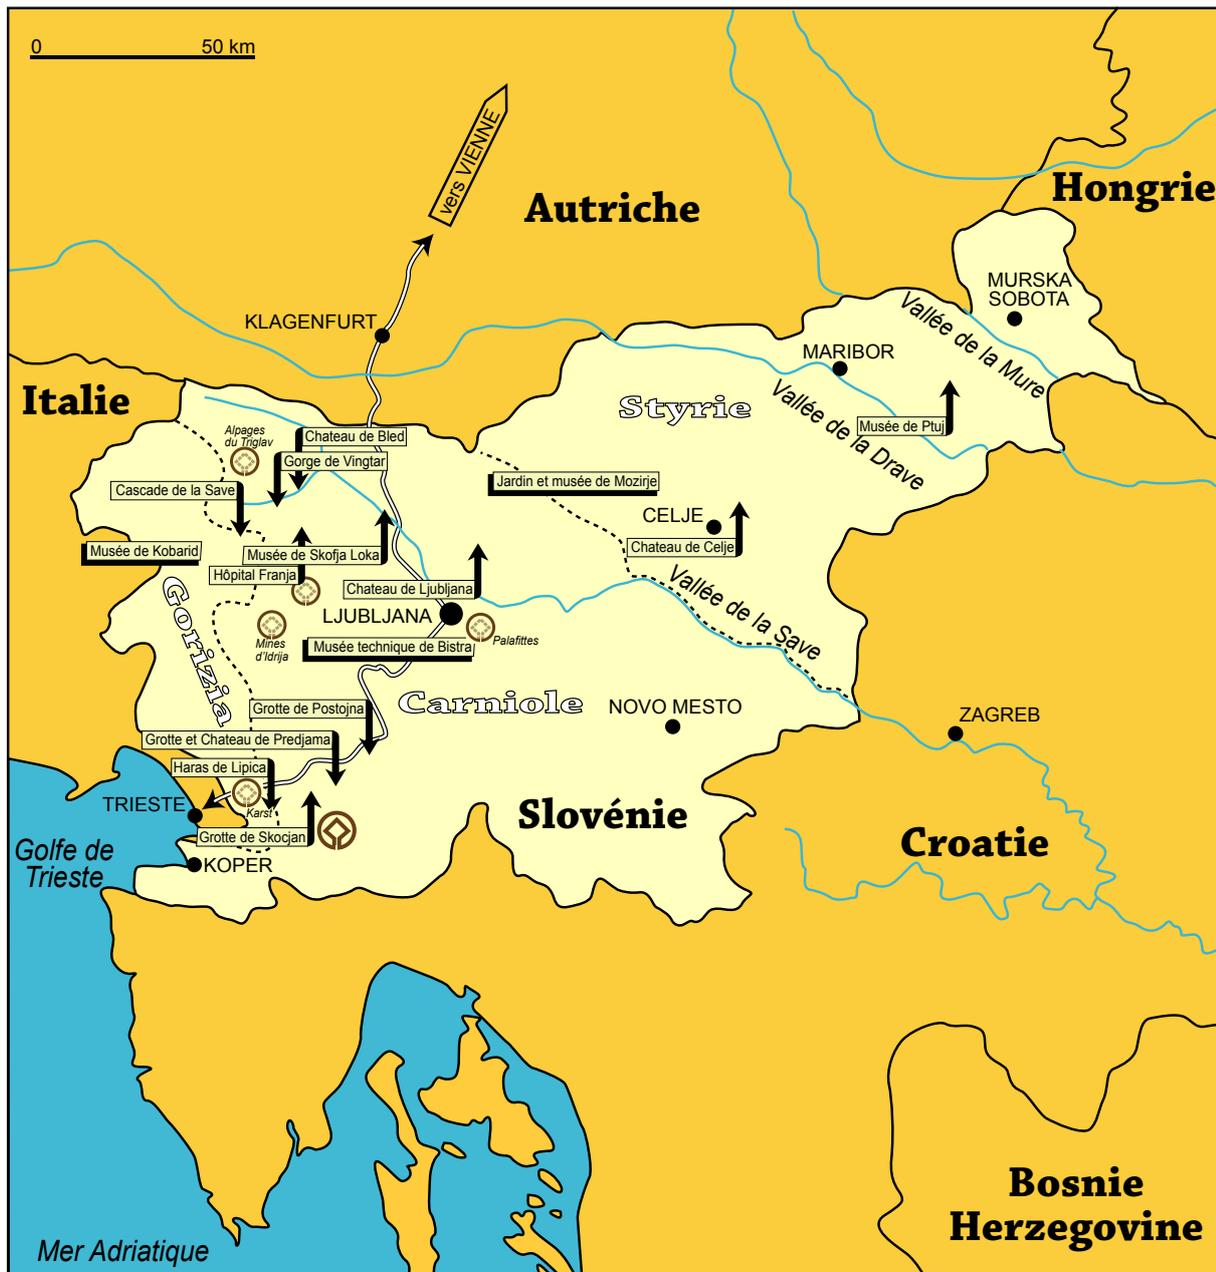 0 50 km
vers VIENNE
Autriche
Hongrie
MURSKA
SOBOTA
KLAGENFURT
Vallée de la Mure
MARIBOR
Italie
Styrie
Vallée de la Drave
Musée de Ptuj
Alpages
du Triglav
Chateau de Bled
Gorge de Vingtar
Cascade de la Save
Jardin et musée de Mozirje
CELJE
Chateau de Celje
Musée de Kobarid
Musée de Skofja Loka
Hôpital Franja
Chateau de Ljubljana
Vallée de la Save
Gorizia
LJUBLJANA
Mines
d'Idrija
Palafittes
Musée technique de Bistra
Carniole
NOVO MESTO
Grotte de Postojna
ZAGREB
Grotte et Chateau de Predjama
Haras de Lipica
TRIESTE
Karst
Slovénie
Grotte de Skocjan
Croatie
Golfe de
Trieste
KOPER
Bosnie
Herzegovine
Mer Adriatique